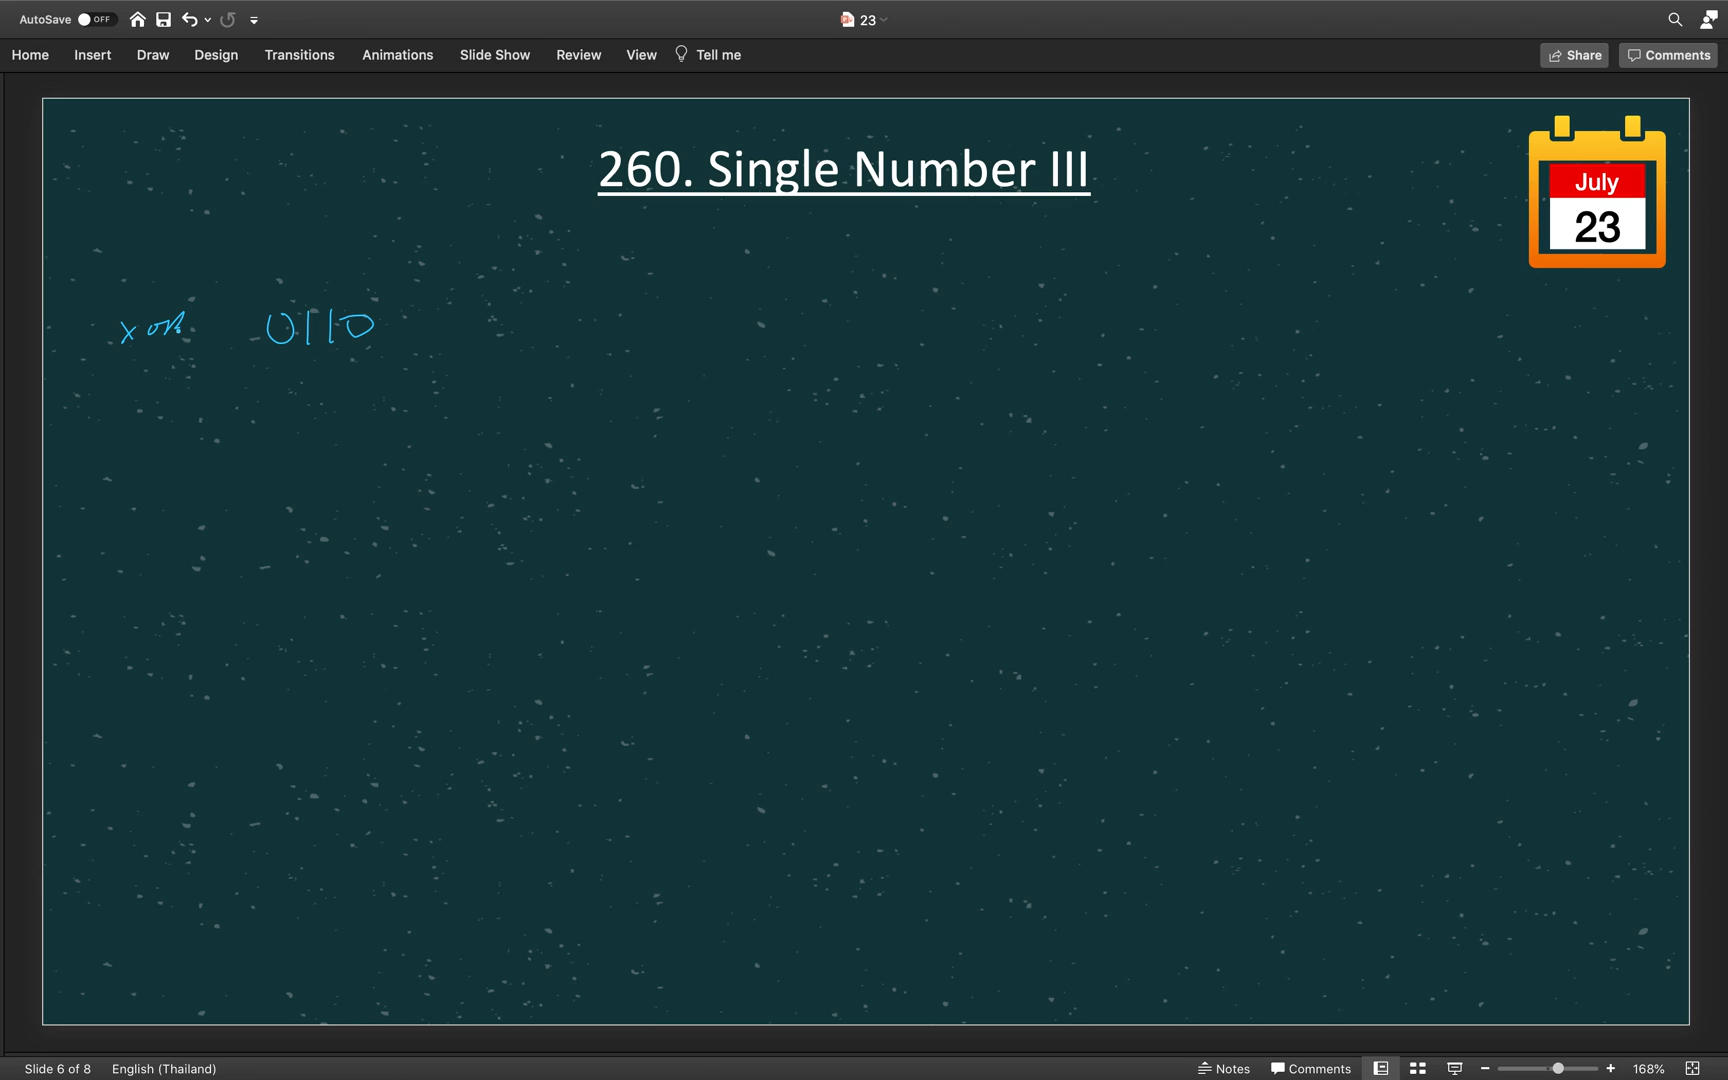 AutoSave OFF
23
Home Insert Draw Design Transitions Animations Slide Show Review View Tell me Share Comments
260. Single Number III
July
23
xor 0110
Slide 6 of 8 English (Thailand) Notes Comments 168%